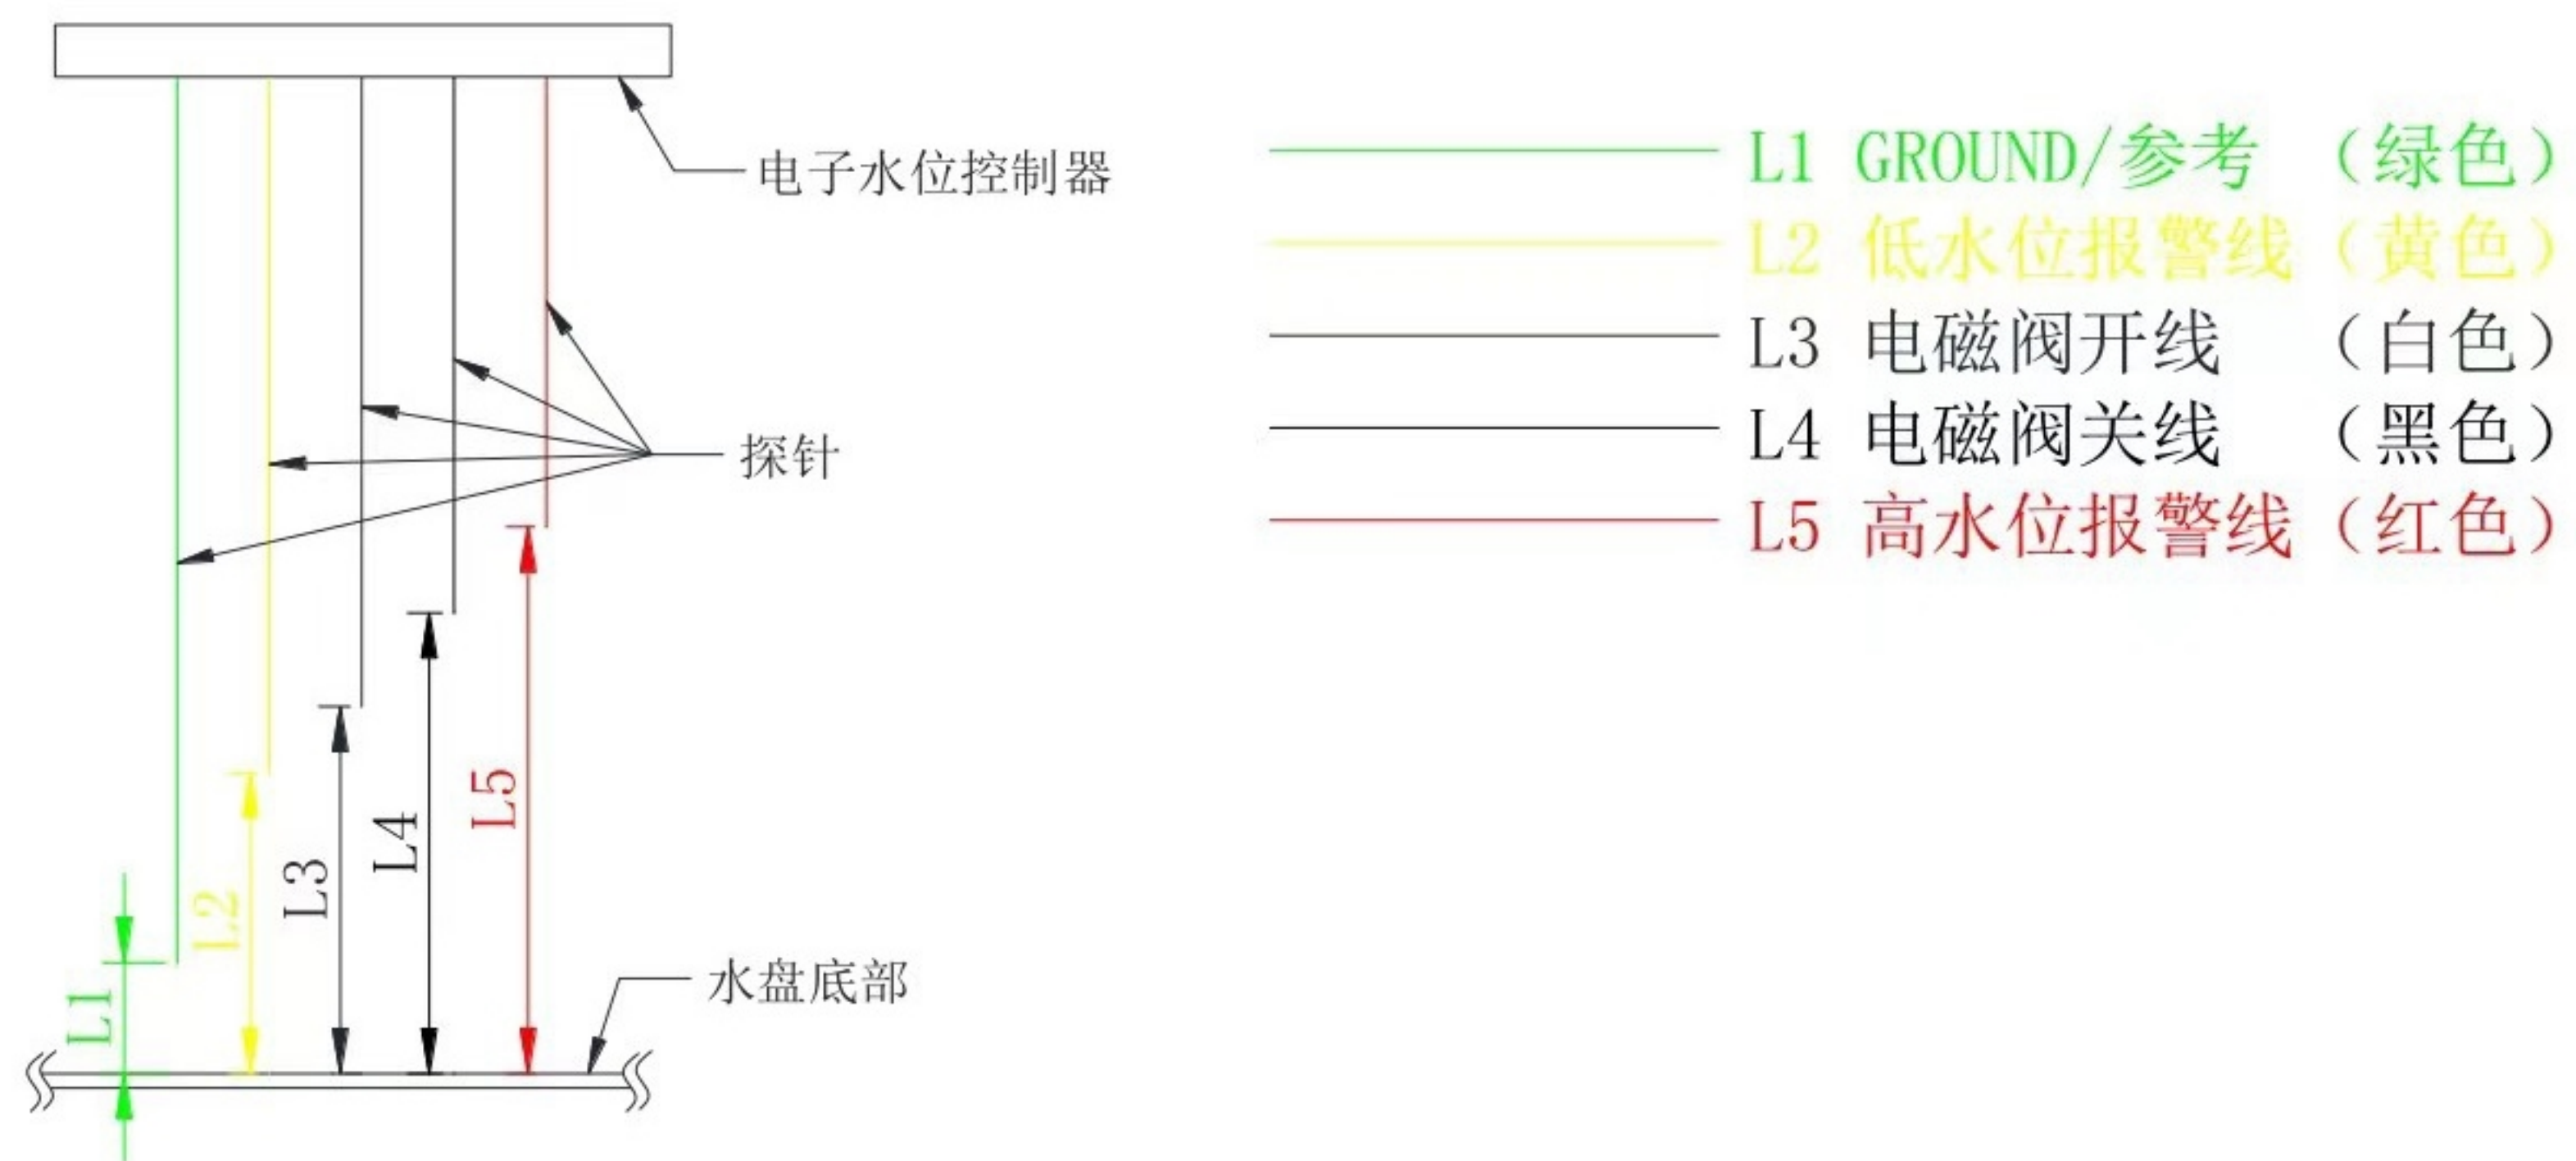 电子水位控制器
探针
L1
L2
L3
L4
L5
水盘底部
L1 GROUND/参考 （绿色）
L2 低水位报警线（黄色）
L3 电磁阀开线 （白色）
L4 电磁阀关线 （黑色）
L5 高水位报警线（红色）